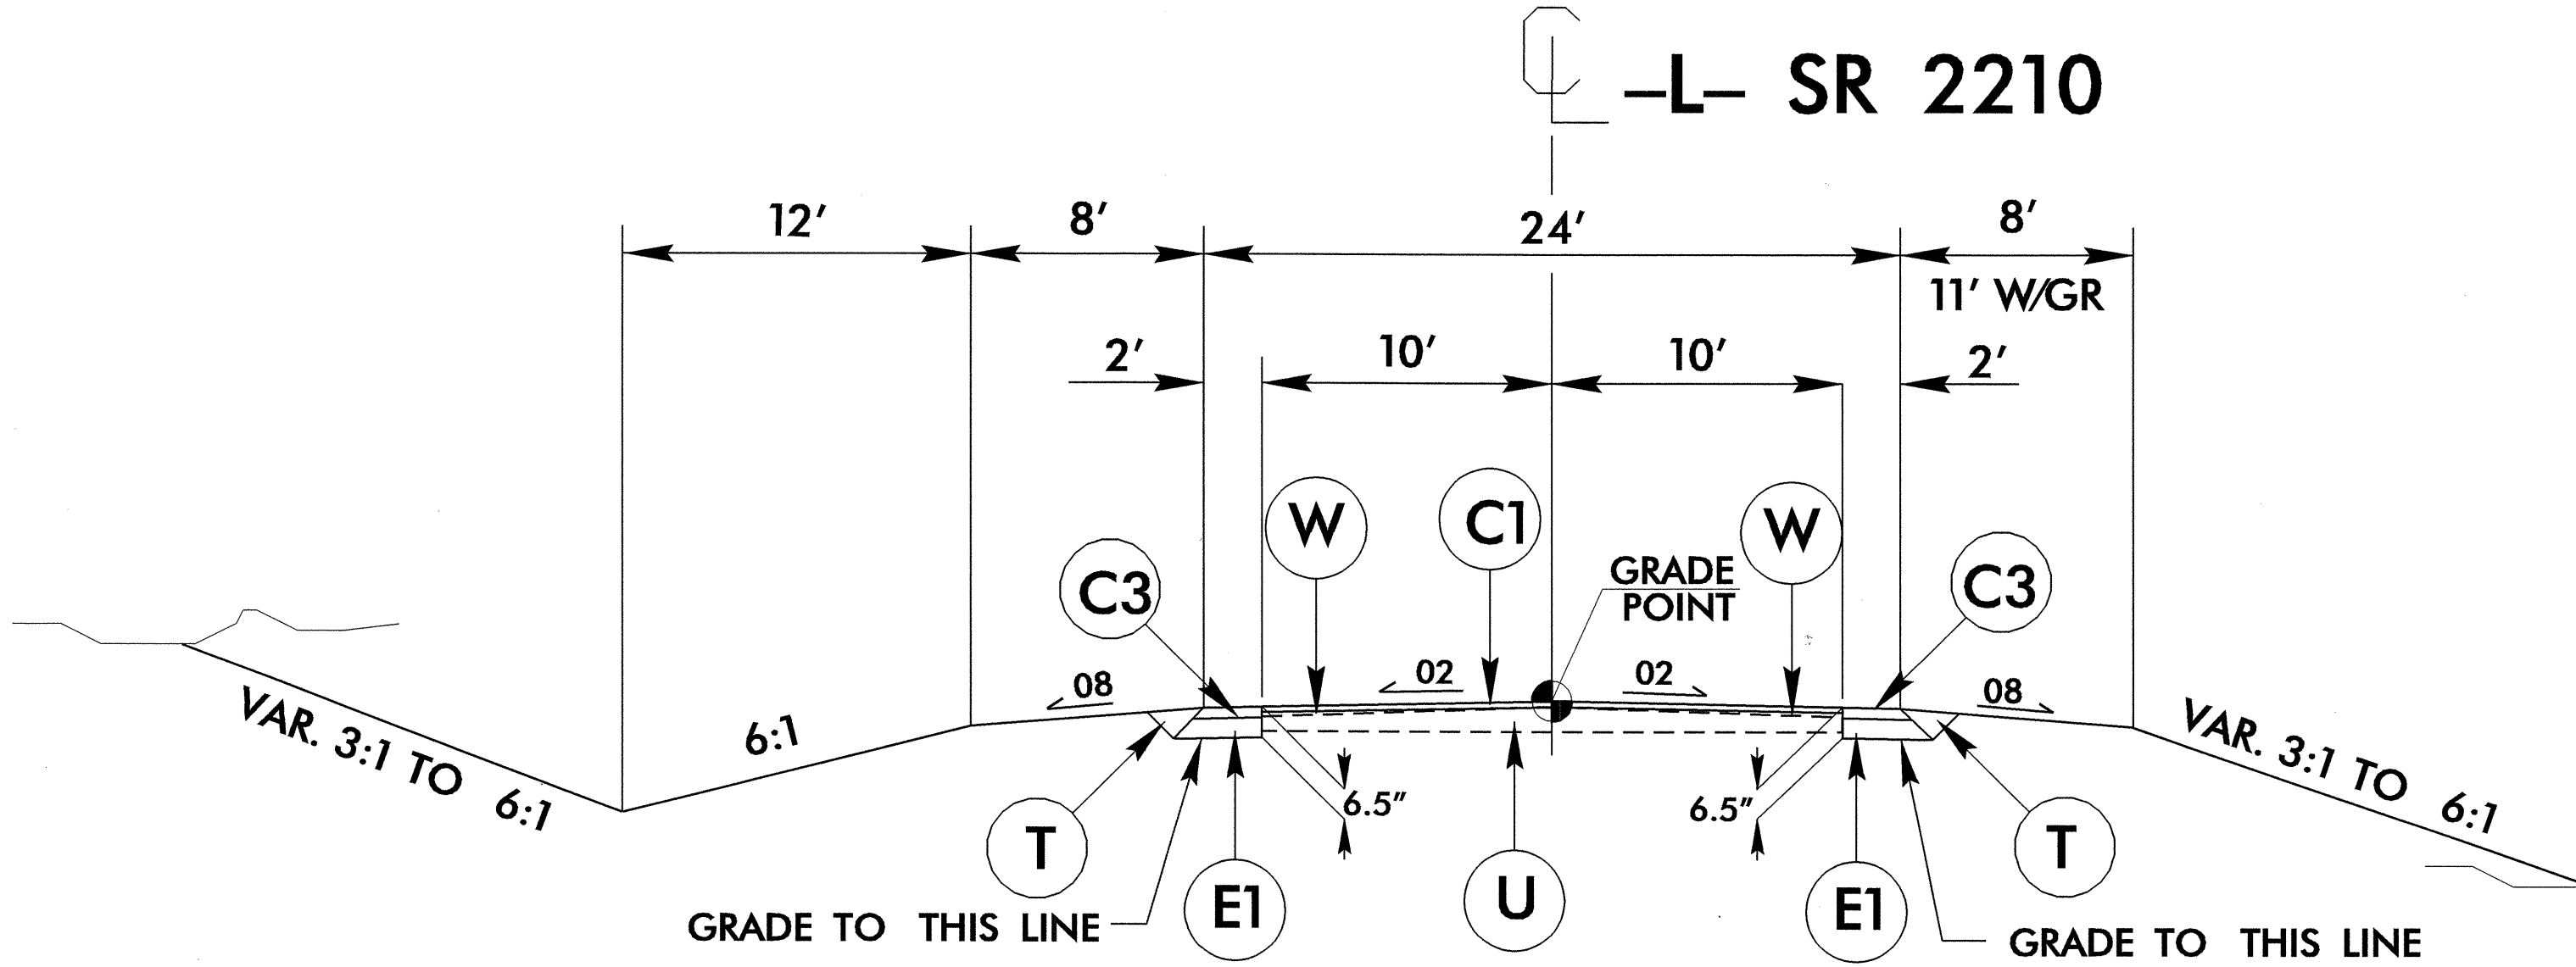 –L– SR 2210
12' 8' 24' 8'
11' W/GR
2' 10' 10' 2'
W C1 W
C3 GRADE POINT C3
08 02 02 08
VAR. 3:1 TO 6:1
6:1
VAR. 3:1 TO 6:1
6.5" 6.5"
T E1 U E1 T
GRADE TO THIS LINE
GRADE TO THIS LINE